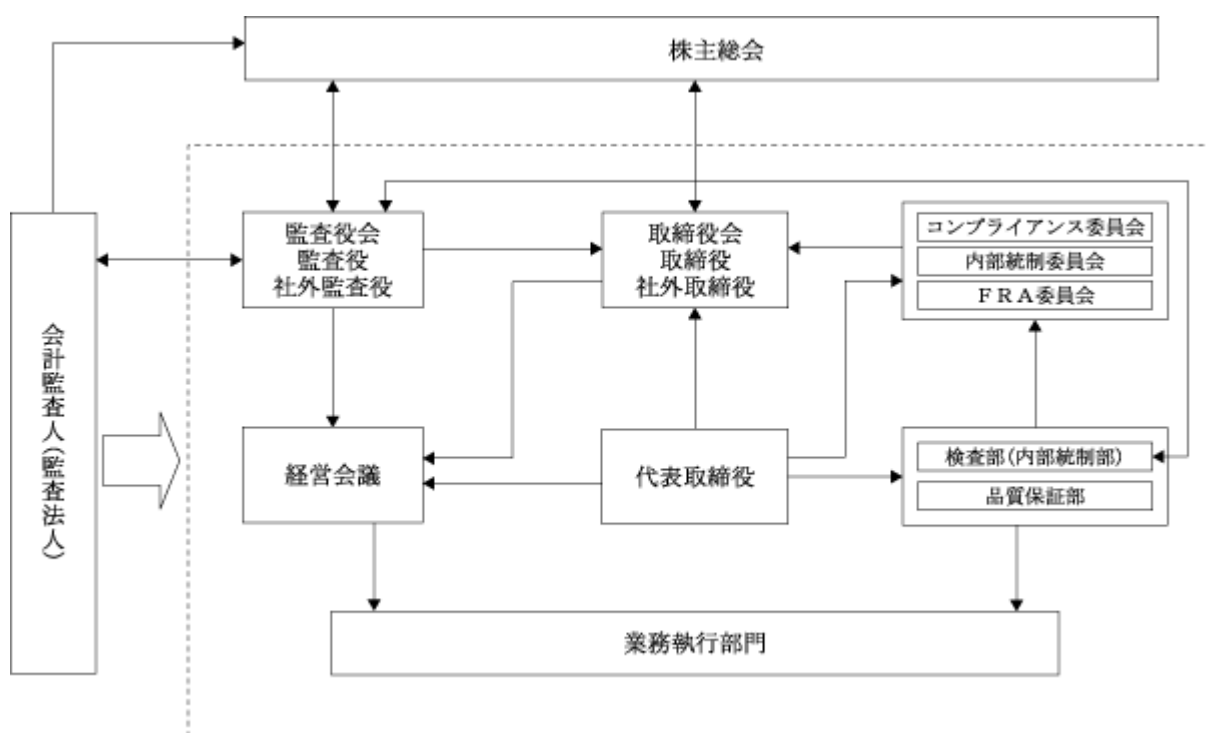 株主総会
監査役会
監査役
社外監査役
取締役会
取締役
社外取締役
コンプライアンス委員会
内部統制委員会
ＦＲＡ委員会
会計監査人(監査法人)
経営会議
代表取締役
検査部(内部統制部)
品質保証部
業務執行部門